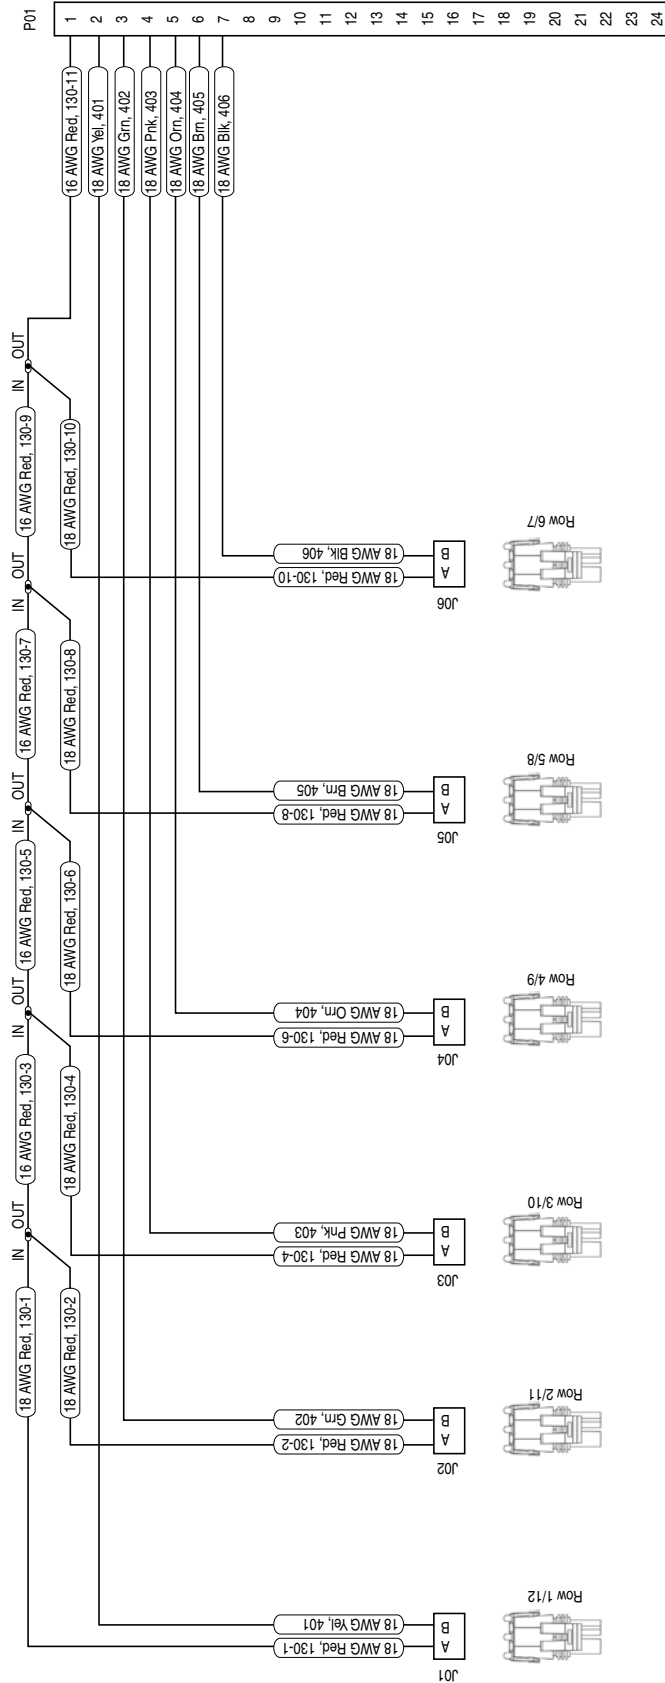 P01
1
2
3
4
5
6
7
8
9
10
11
12
13
14
15
16
17
18
19
20
21
22
23
24
16 AWG Red, 130-11
18 AWG Yel, 401
18 AWG Grn, 402
18 AWG Pnk, 403
18 AWG Orn, 404
18 AWG Brn, 405
18 AWG Blk, 406
IN OUT
16 AWG Red, 130-9
18 AWG Red, 130-10
IN OUT
16 AWG Red, 130-7
18 AWG Red, 130-8
IN OUT
16 AWG Red, 130-5
18 AWG Red, 130-6
IN OUT
16 AWG Red, 130-3
18 AWG Red, 130-4
IN OUT
18 AWG Red, 130-1
18 AWG Red, 130-2
18 AWG Blk, 406
18 AWG Red, 130-10
B
A
J06
Row 6/7
18 AWG Brn, 405
18 AWG Red, 130-8
B
A
J05
Row 5/8
18 AWG Orn, 404
18 AWG Red, 130-6
B
A
J04
Row 4/9
18 AWG Pnk, 403
18 AWG Red, 130-4
B
A
J03
Row 3/10
18 AWG Grn, 402
18 AWG Red, 130-2
B
A
J02
Row 2/11
18 AWG Yel, 401
18 AWG Red, 130-1
B
A
J01
Row 1/12